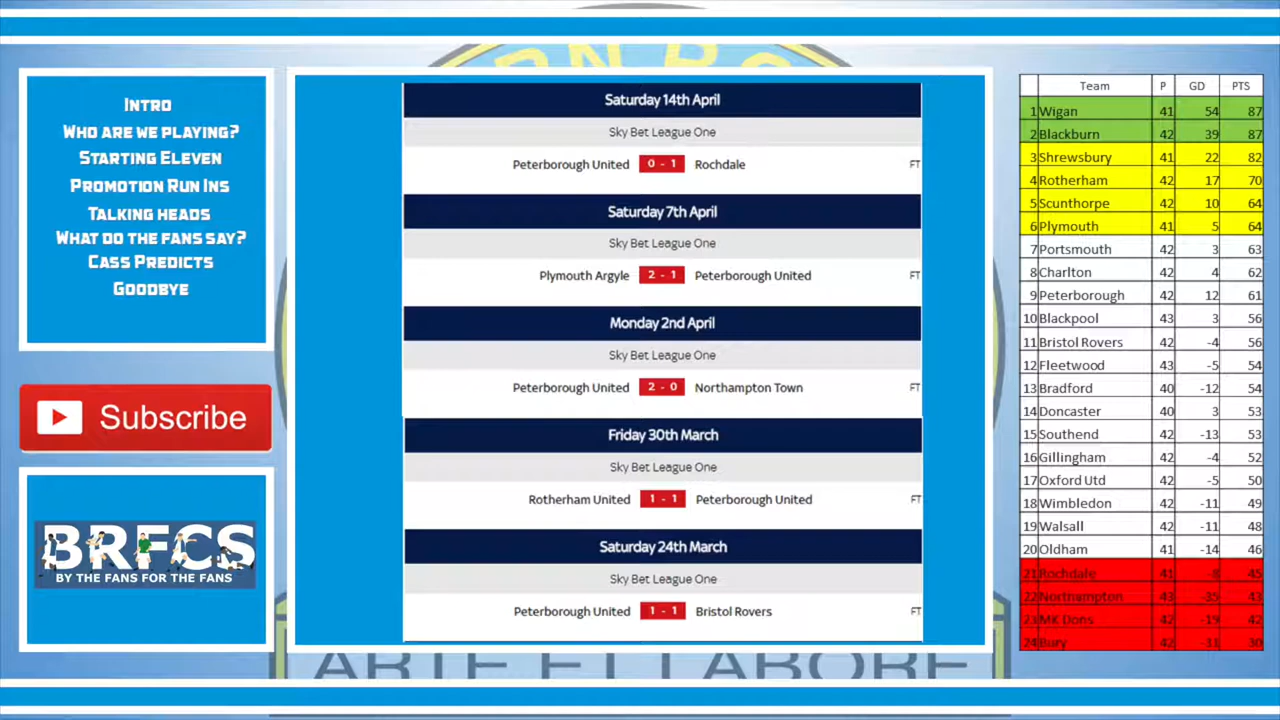 INTRO
WHO ARE WE PLAYING?
STARTING ELEVEN
PROMOTION RUN INS
TALKING HEADS
WHAT DO THE FANS SAY?
CASS PREDICTS
GOODBYE
Subscribe
BRFCS
BY THE FANS FOR THE FANS
Saturday 14th April
Sky Bet League One
Peterborough United 0 - 1 Rochdale FT
Saturday 7th April
Sky Bet League One
Plymouth Argyle 2 - 1 Peterborough United FT
Monday 2nd April
Sky Bet League One
Peterborough United 2 - 0 Northampton Town FT
Friday 30th March
Sky Bet League One
Rotherham United 1 - 1 Peterborough United FT
Saturday 24th March
Sky Bet League One
Peterborough United 1 - 1 Bristol Rovers FT
ARTE ET LABORE
Team P GD PTS
1 Wigan 41 54 87
2 Blackburn 42 39 87
3 Shrewsbury 41 22 82
4 Rotherham 42 17 70
5 Scunthorpe 42 10 64
6 Plymouth 41 5 64
7 Portsmouth 42 3 63
8 Charlton 42 4 62
9 Peterborough 42 12 61
10 Blackpool 43 3 56
11 Bristol Rovers 42 -4 56
12 Fleetwood 43 -5 54
13 Bradford 40 -12 54
14 Doncaster 40 3 53
15 Southend 42 -13 53
16 Gillingham 42 -4 52
17 Oxford Utd 42 -5 50
18 Wimbledon 42 -11 49
19 Walsall 42 -11 48
20 Oldham 41 -14 46
21 Rochdale 41 -8 45
22 Northampton 43 -35 43
23 MK Dons 42 -19 42
24 Bury 42 -31 30